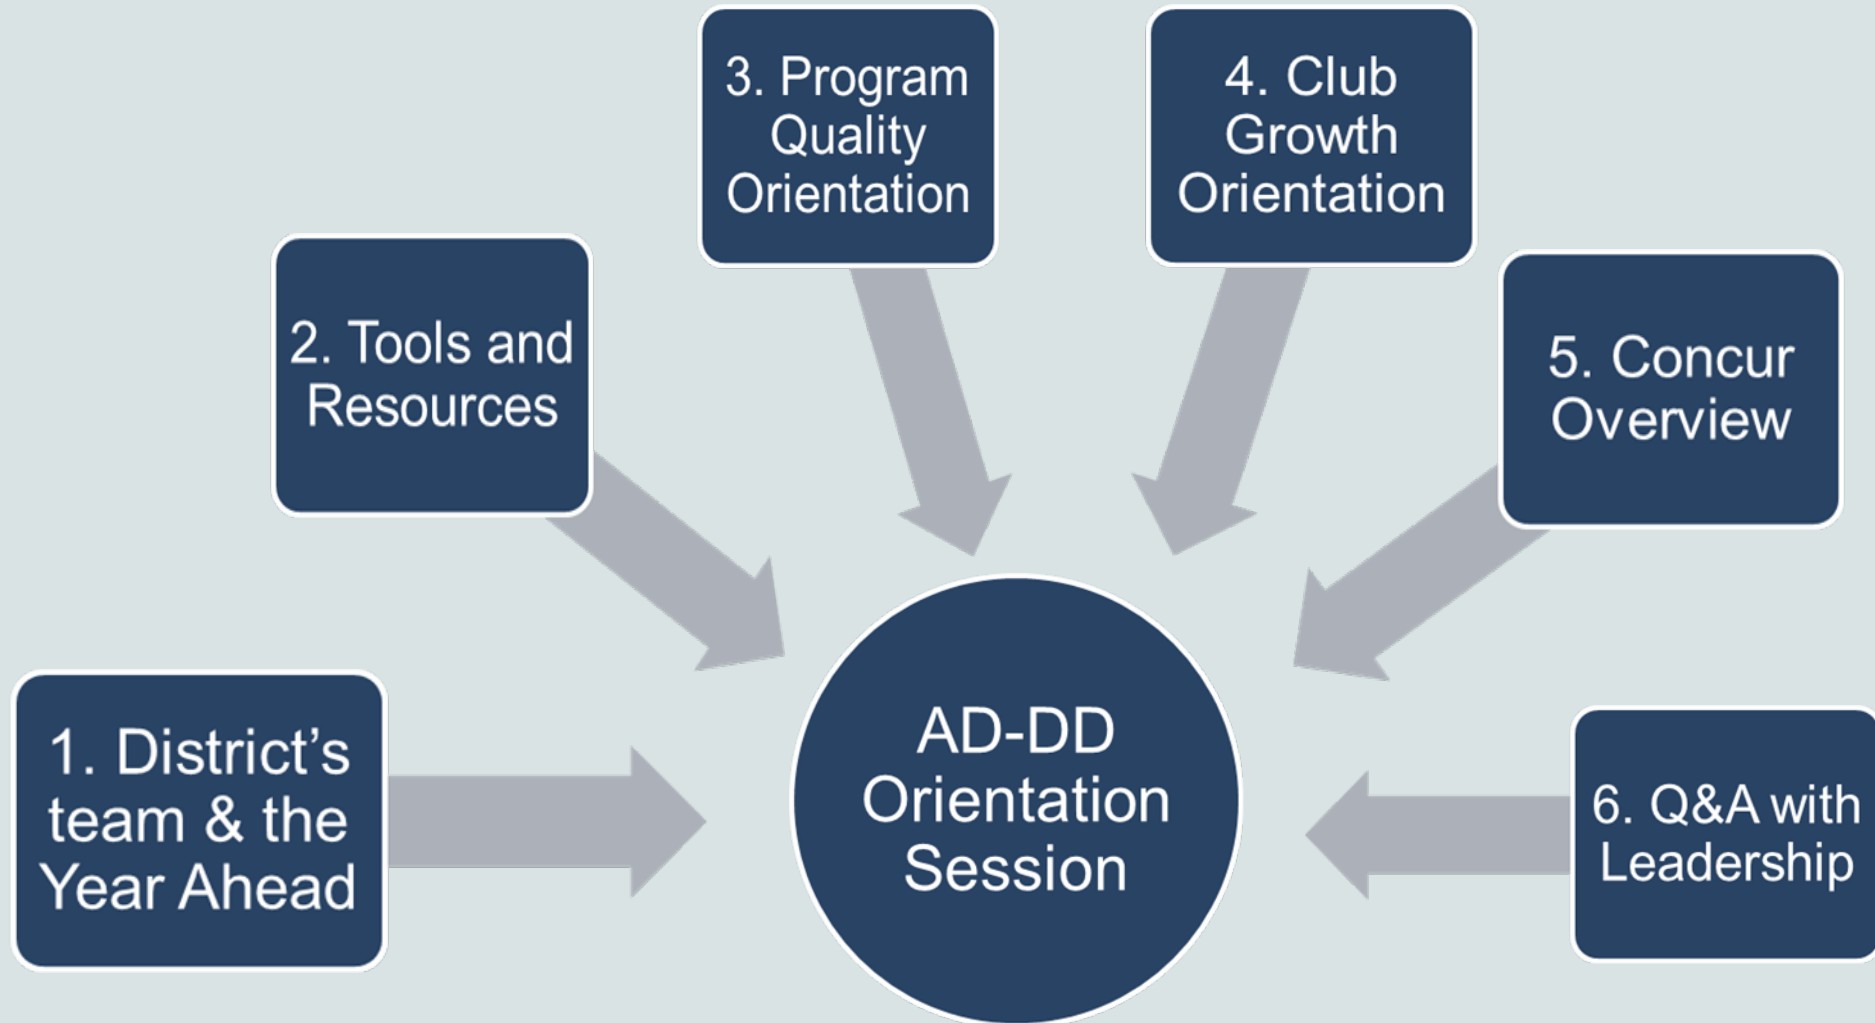 1. District’s
team & the
Year Ahead
2. Tools and
Resources
3. Program
Quality
Orientation
4. Club
Growth
Orientation
5. Concur
Overview
6. Q&A with
Leadership
AD-DD
Orientation
Session